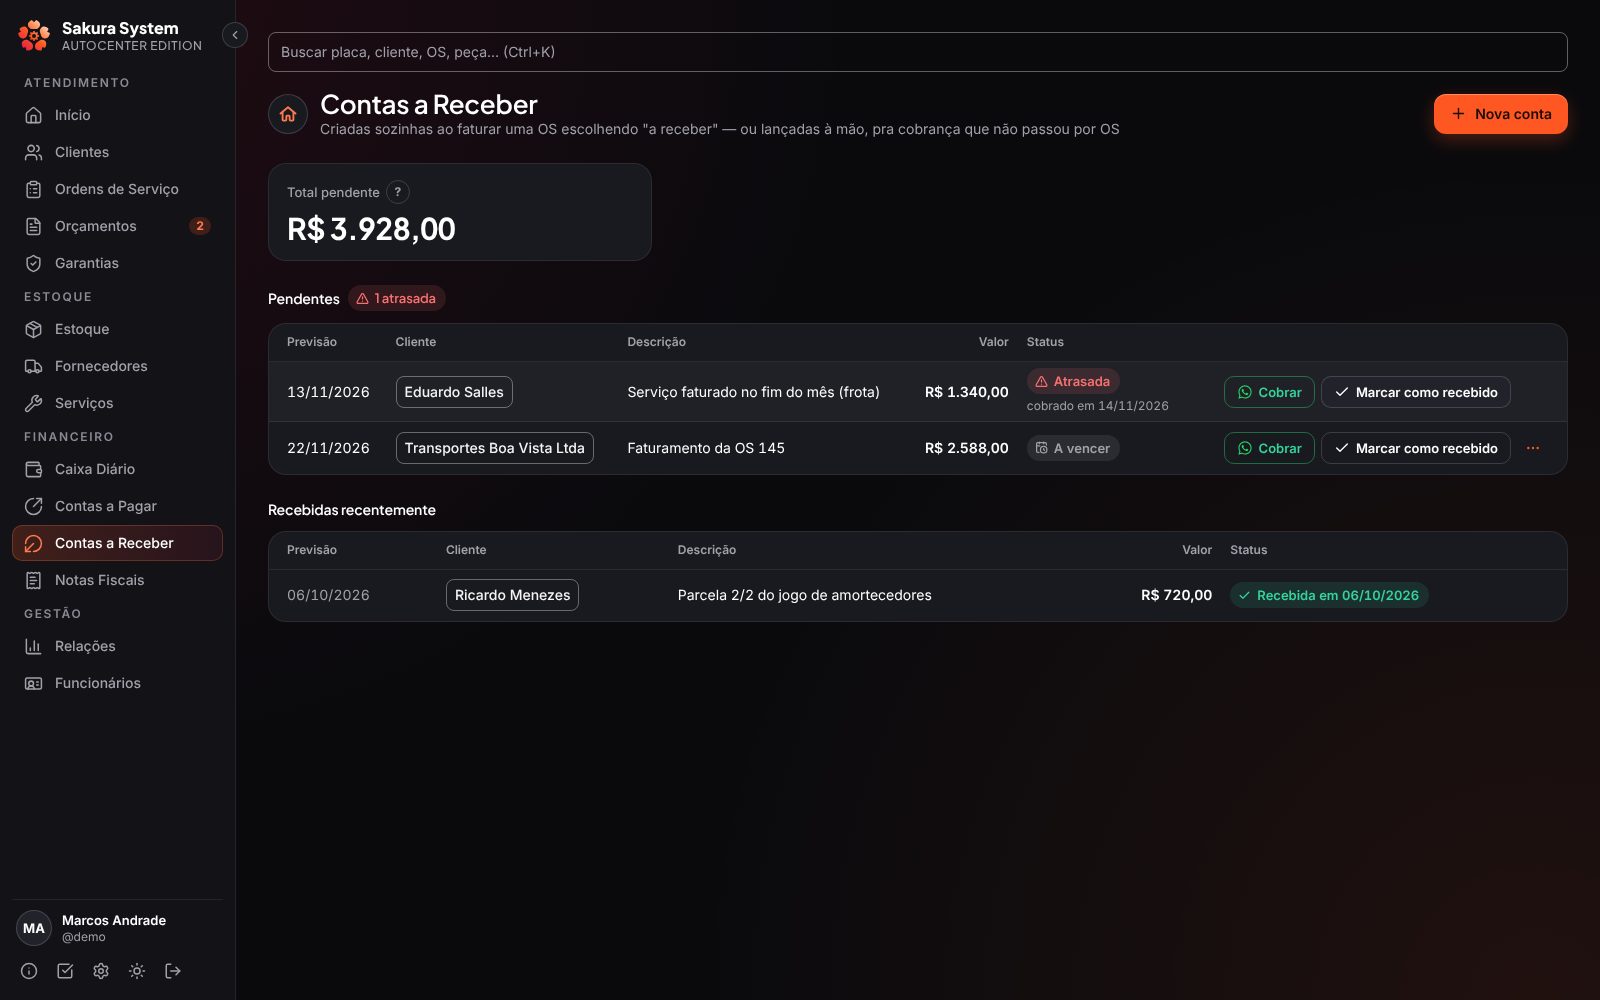 Sakura System
AUTOCENTER EDITION
ATENDIMENTO
Início
Clientes
Ordens de Serviço
Orçamentos 2
Garantias
ESTOQUE
Estoque
Fornecedores
Serviços
FINANCEIRO
Caixa Diário
Contas a Pagar
Contas a Receber
Notas Fiscais
GESTÃO
Relações
Funcionários
MA
Marcos Andrade
@demo
Buscar placa, cliente, OS, peça... (Ctrl+K)
Contas a Receber
Criadas sozinhas ao faturar uma OS escolhendo "a receber" — ou lançadas à mão, pra cobrança que não passou por OS
Nova conta
Total pendente ?
R$ 3.928,00
Pendentes 1 atrasada
Previsão Cliente Descrição Valor Status
13/11/2026 Eduardo Salles Serviço faturado no fim do mês (frota) R$ 1.340,00 Atrasada Cobrar Marcar como recebido
cobrado em 14/11/2026
22/11/2026 Transportes Boa Vista Ltda Faturamento da OS 145 R$ 2.588,00 A vencer Cobrar Marcar como recebido ...
Recebidas recentemente
Previsão Cliente Descrição Valor Status
06/10/2026 Ricardo Menezes Parcela 2/2 do jogo de amortecedores R$ 720,00 Recebida em 06/10/2026